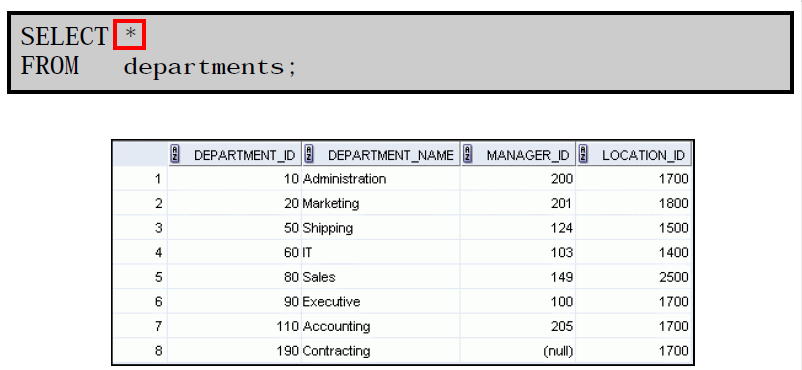 SELECT *
FROM departments;
DEPARTMENT_ID DEPARTMENT_NAME MANAGER_ID LOCATION_ID
1 10 Administration 200 1700
2 20 Marketing 201 1800
3 50 Shipping 124 1500
4 60 IT 103 1400
5 80 Sales 149 2500
6 90 Executive 100 1700
7 110 Accounting 205 1700
8 190 Contracting (null) 1700